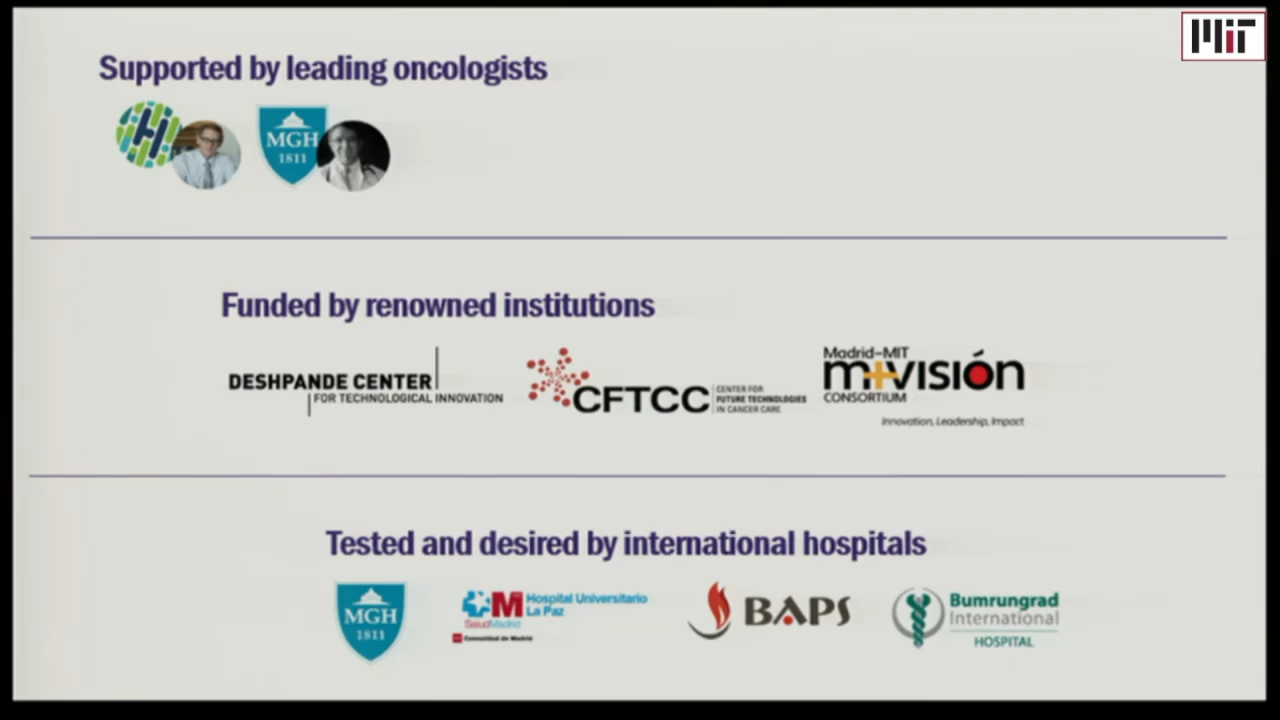 MIT
Supported by leading oncologists
H
MGH
1811
Funded by renowned institutions
DESHPANDE CENTER
FOR TECHNOLOGICAL INNOVATION
CFTCC
CENTER FOR
FUTURE TECHNOLOGIES
IN CANCER CARE
Madrid-MIT
m+visión
CONSORTIUM
Innovation, Leadership, Impact
Tested and desired by international hospitals
MGH
1811
M
Hospital Universitario
La Paz
SaludMadrid
Comunidad de Madrid
BAPS
Bumrungrad
International
HOSPITAL